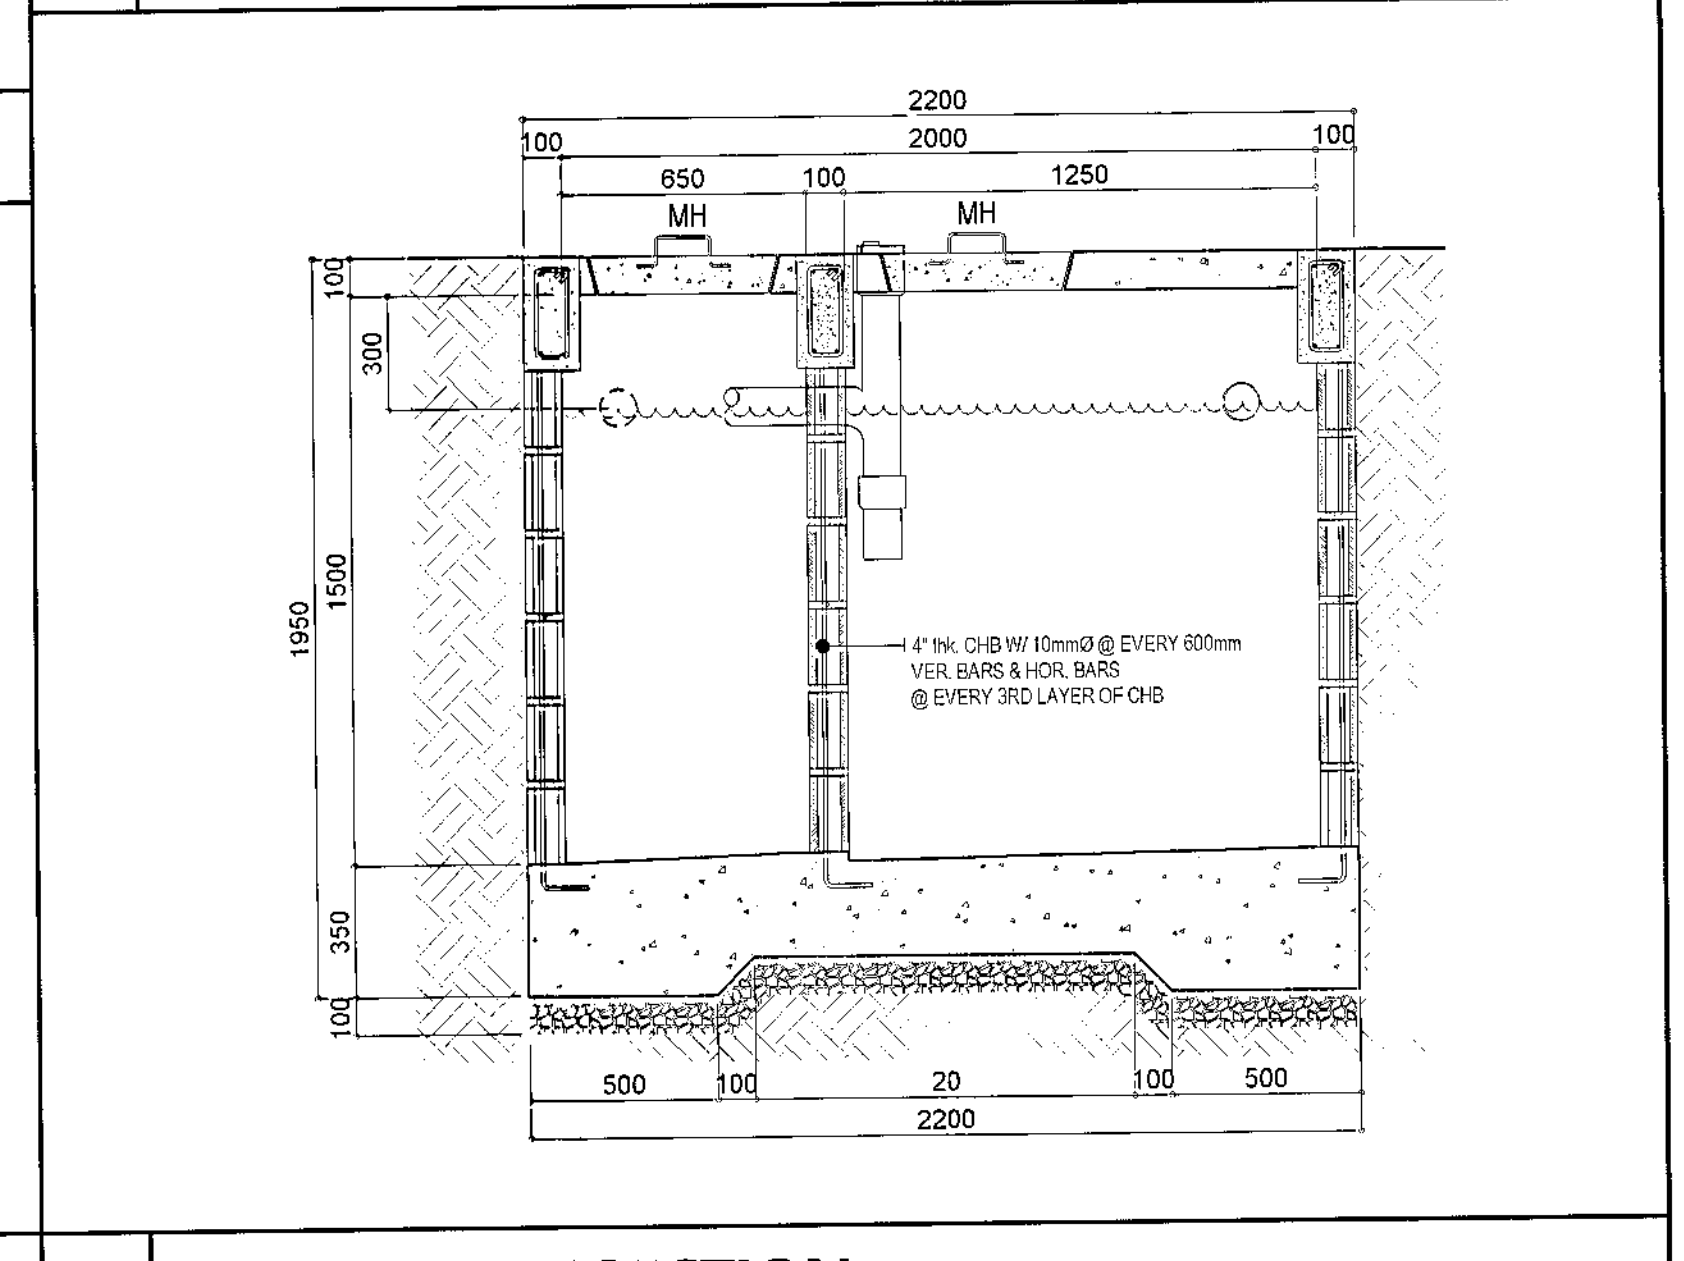 2200
100 2000 100
650 100 1250
MH MH
100
300
1500
1950
4" thk. CHB W/ 10mmØ @ EVERY 600mm
VER. BARS & HOR. BARS
@ EVERY 3RD LAYER OF CHB
350
100
500 100 20 100 500
2200